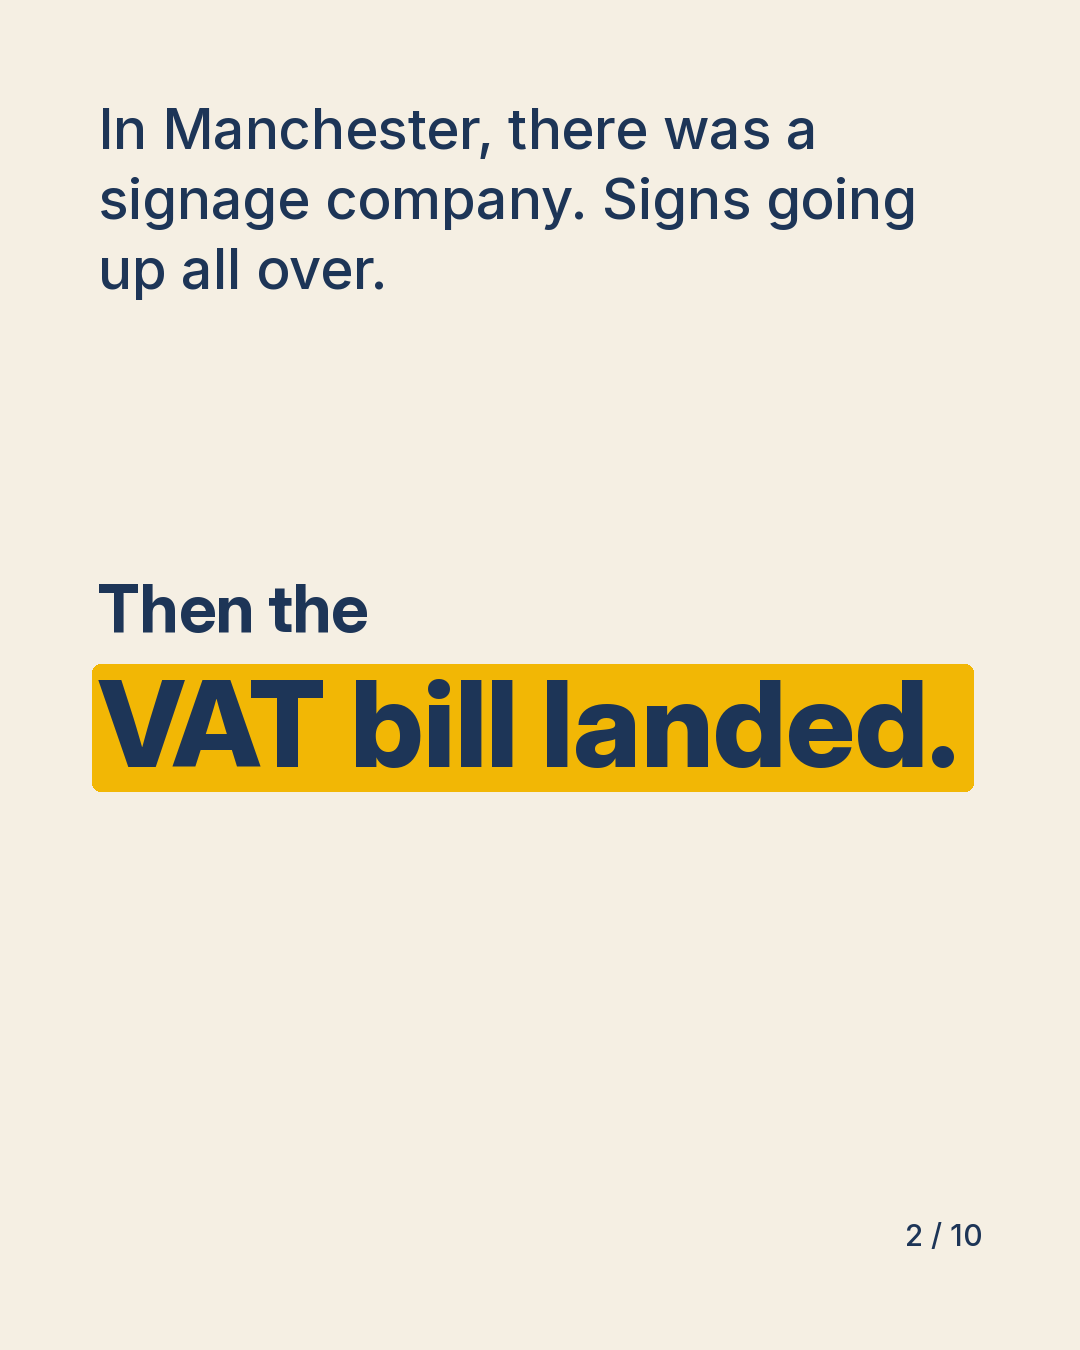 In Manchester, there was a
signage company. Signs going
up all over.
Then the
VAT bill landed.
2 / 10